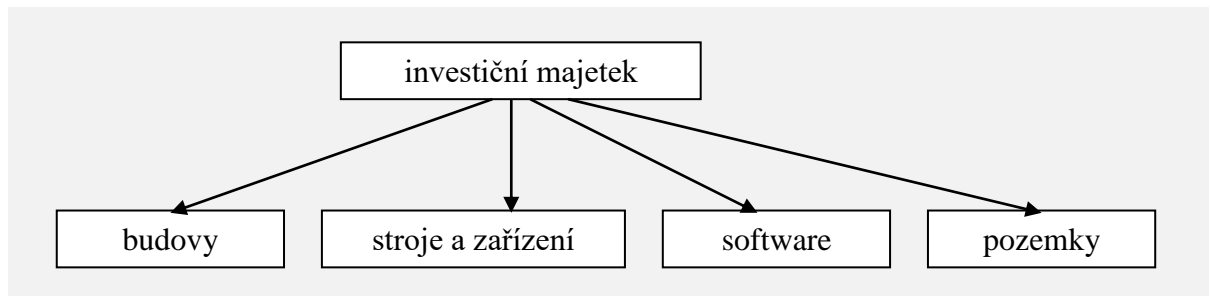 investiční majetek
budovy
stroje a zařízení
software
pozemky